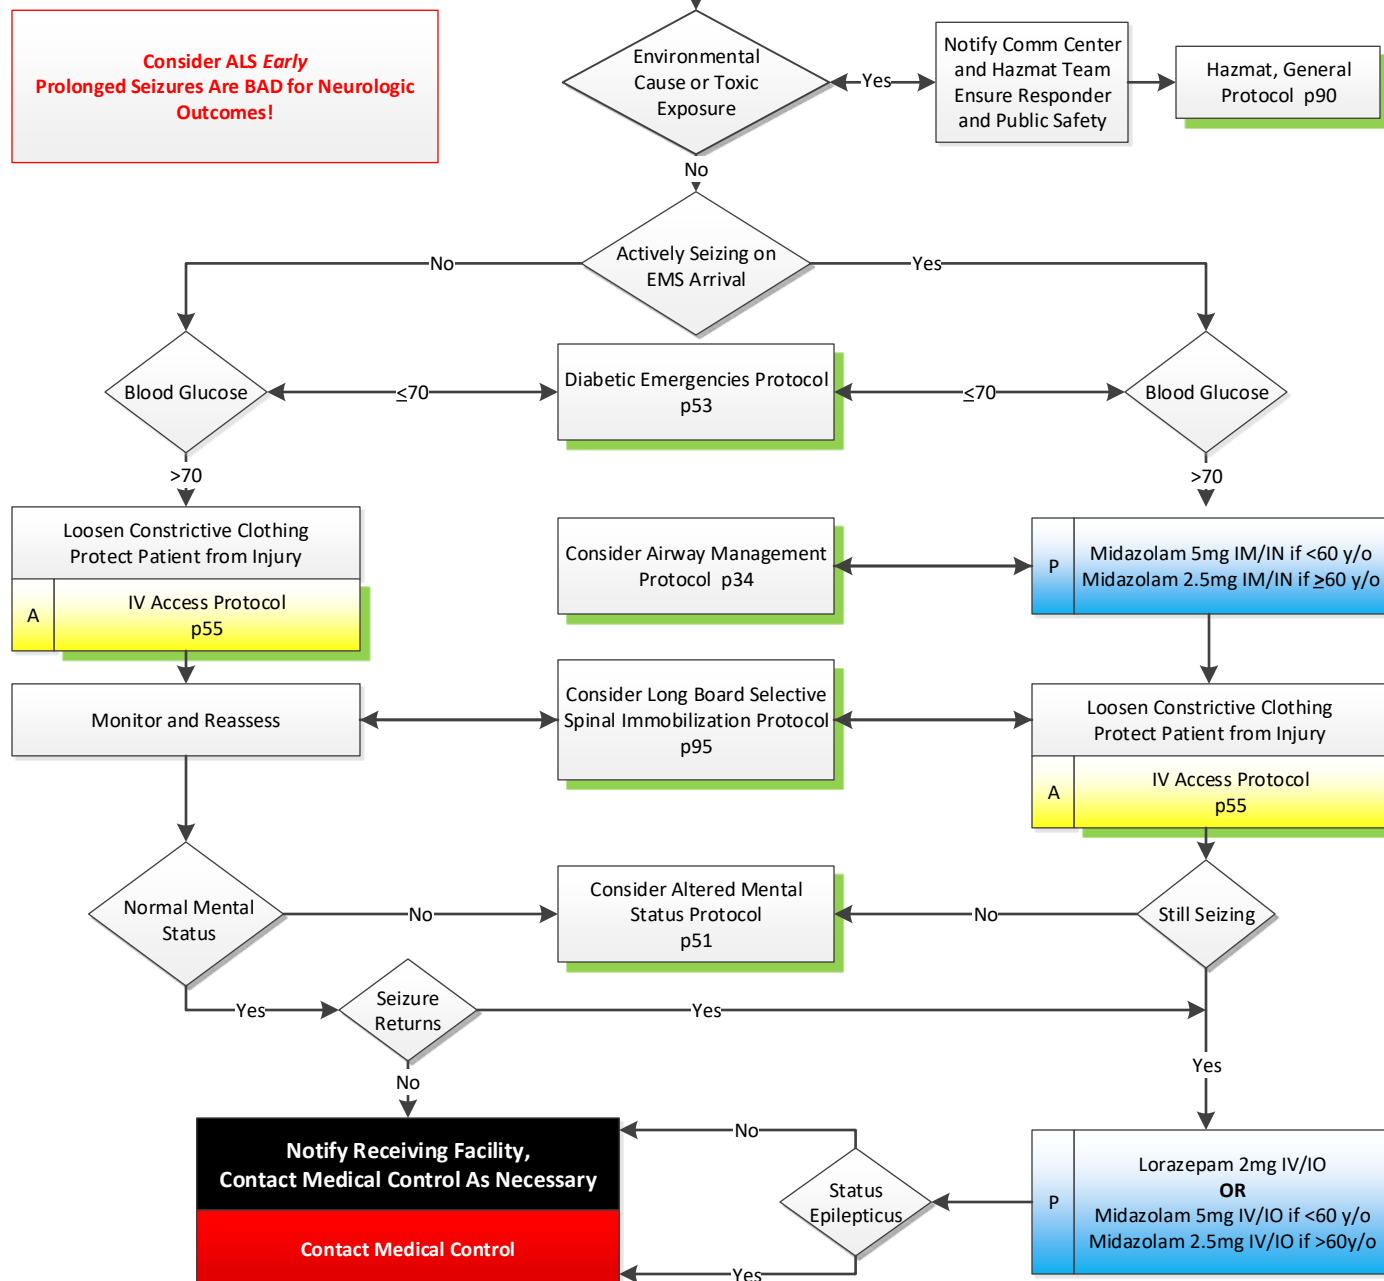 Consider ALS Early
Prolonged Seizures Are BAD for Neurologic
Outcomes!
Environmental
Cause or Toxic
Exposure
Yes
Notify Comm Center
and Hazmat Team
Ensure Responder
and Public Safety
Hazmat, General
Protocol p90
No
Actively Seizing on
EMS Arrival
No
Yes
Blood Glucose
≤70
Diabetic Emergencies Protocol
p53
≤70
Blood Glucose
>70
>70
Loosen Constrictive Clothing
Protect Patient from Injury
A
IV Access Protocol
p55
Consider Airway Management
Protocol p34
P
Midazolam 5mg IM/IN if <60 y/o
Midazolam 2.5mg IM/IN if ≥60 y/o
Monitor and Reassess
Consider Long Board Selective
Spinal Immobilization Protocol
p95
Loosen Constrictive Clothing
Protect Patient from Injury
A
IV Access Protocol
p55
Normal Mental
Status
No
Consider Altered Mental
Status Protocol
p51
No
Still Seizing
Yes
Seizure
Returns
Yes
Yes
No
Notify Receiving Facility,
Contact Medical Control As Necessary
Contact Medical Control
No
Status
Epilepticus
Yes
P
Lorazepam 2mg IV/IO
OR
Midazolam 5mg IV/IO if <60 y/o
Midazolam 2.5mg IV/IO if >60y/o